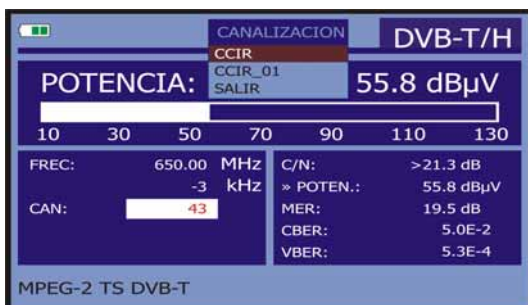 CANALIZACION
DVB-T/H
CCIR
CCIR_01
SALIR
POTENCIA: 55.8 dBµV
10 30 50 70 90 110 130
FREC: 650.00 MHz
-3 kHz
CAN: 43
C/N: >21.3 dB
» POTEN.: 55.8 dBµV
MER: 19.5 dB
CBER: 5.0E-2
VBER: 5.3E-4
MPEG-2 TS DVB-T